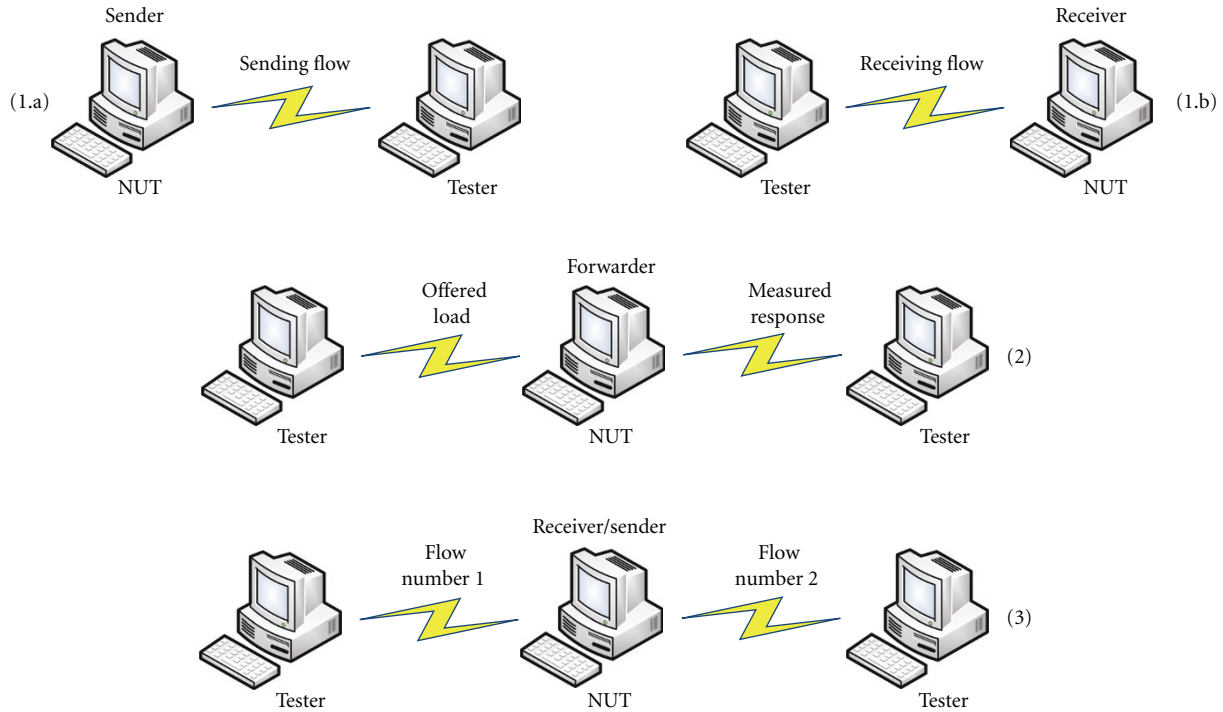 Sender
Receiver
Sending flow
Receiving flow
(1.a)
(1.b)
NUT
Tester
Tester
NUT
Forwarder
Offered
load
Measured
response
(2)
Tester
NUT
Tester
Receiver/sender
Flow
number 1
Flow
number 2
(3)
Tester
NUT
Tester